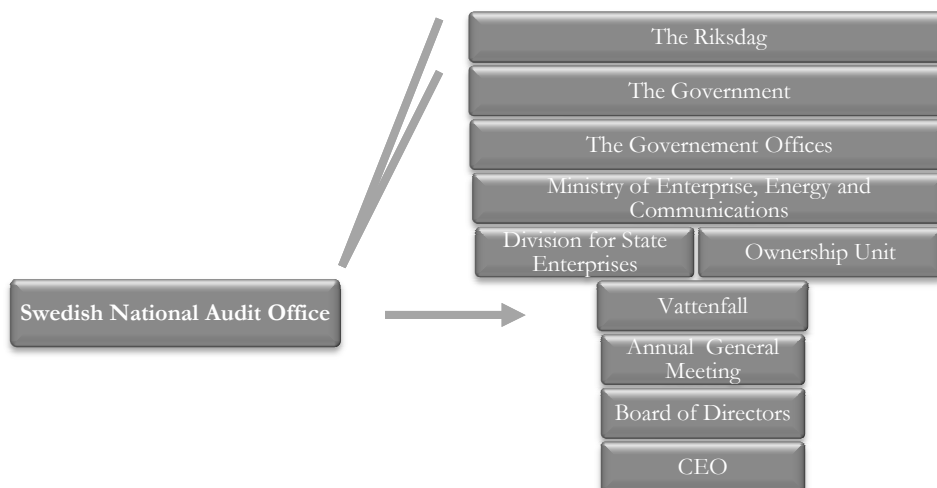 The Riksdag
The Government
The Governement Offices
Ministry of Enterprise, Energy and
Communications
Division for State
Enterprises
Ownership Unit
Swedish National Audit Office
Vattenfall
Annual General
Meeting
Board of Directors
CEO